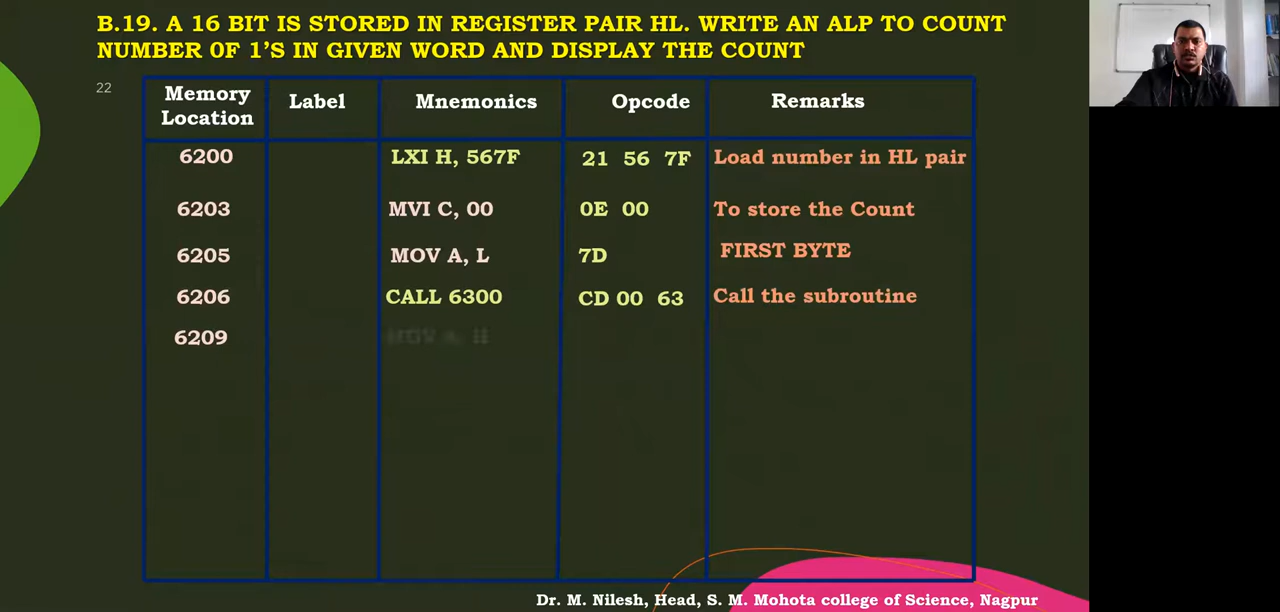 B.19. A 16 BIT IS STORED IN REGISTER PAIR HL. WRITE AN ALP TO COUNT
NUMBER 0F 1'S IN GIVEN WORD AND DISPLAY THE COUNT
22
Memory Location Label Mnemonics Opcode Remarks
6200 LXI H, 567F 21 56 7F Load number in HL pair
6203 MVI C, 00 0E 00 To store the Count
6205 MOV A, L 7D FIRST BYTE
6206 CALL 6300 CD 00 63 Call the subroutine
6209
Dr. M. Nilesh, Head, S. M. Mohota college of Science, Nagpur